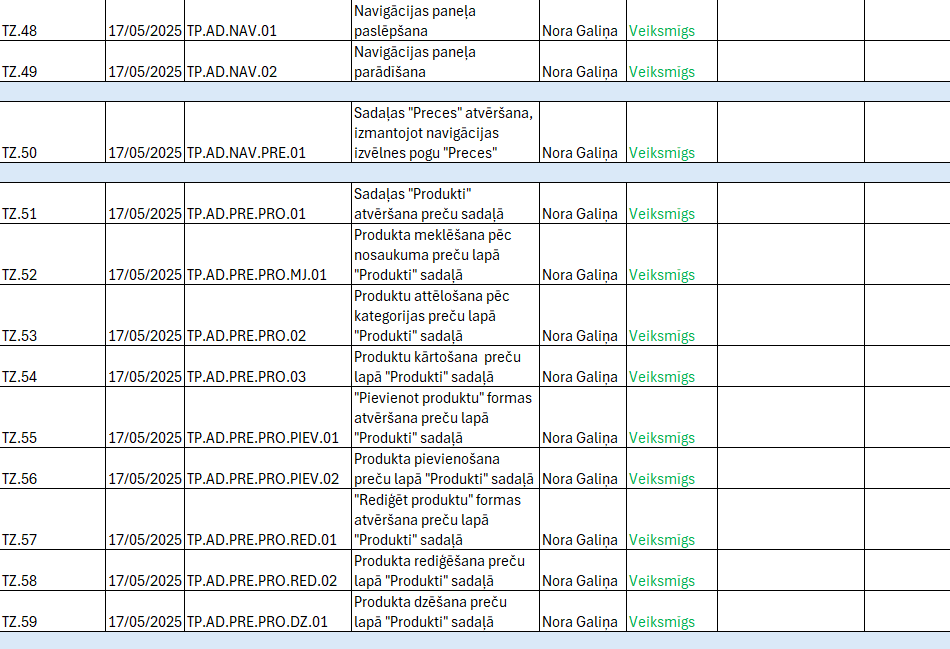 Navigācijas paneļa
TZ.48 17/05/2025 TP.AD.NAV.01 paslēpšana Nora Galiņa Veiksmīgs
Navigācijas paneļa
TZ.49 17/05/2025 TP.AD.NAV.02 parādīšana Nora Galiņa Veiksmīgs
Sadaļas "Preces" atvēršana,
izmantojot navigācijas
TZ.50 17/05/2025 TP.AD.NAV.PRE.01 izvēlnes pogu "Preces" Nora Galiņa Veiksmīgs
Sadaļas "Produkti"
TZ.51 17/05/2025 TP.AD.PRE.PRO.01 atvēršana preču sadaļā Nora Galiņa Veiksmīgs
Produkta meklēšana pēc
nosaukuma preču lapā
TZ.52 17/05/2025 TP.AD.PRE.PRO.MJ.01 "Produkti" sadaļā Nora Galiņa Veiksmīgs
Produktu attēlošana pēc
kategorijas preču lapā
TZ.53 17/05/2025 TP.AD.PRE.PRO.02 "Produkti" sadaļā Nora Galiņa Veiksmīgs
Produktu kārtošana  preču
TZ.54 17/05/2025 TP.AD.PRE.PRO.03 lapā "Produkti" sadaļā Nora Galiņa Veiksmīgs
"Pievienot produktu" formas
atvēršana preču lapā
TZ.55 17/05/2025 TP.AD.PRE.PRO.PIEV.01 "Produkti" sadaļā Nora Galiņa Veiksmīgs
Produkta pievienošana
TZ.56 17/05/2025 TP.AD.PRE.PRO.PIEV.02 preču lapā "Produkti" sadaļā Nora Galiņa Veiksmīgs
"Rediģēt produktu" formas
atvēršana preču lapā
TZ.57 17/05/2025 TP.AD.PRE.PRO.RED.01 "Produkti" sadaļā Nora Galiņa Veiksmīgs
Produkta rediģēšana preču
TZ.58 17/05/2025 TP.AD.PRE.PRO.RED.02 lapā "Produkti" sadaļā Nora Galiņa Veiksmīgs
Produkta dzēšana preču
TZ.59 17/05/2025 TP.AD.PRE.PRO.DZ.01 lapā "Produkti" sadaļā Nora Galiņa Veiksmīgs